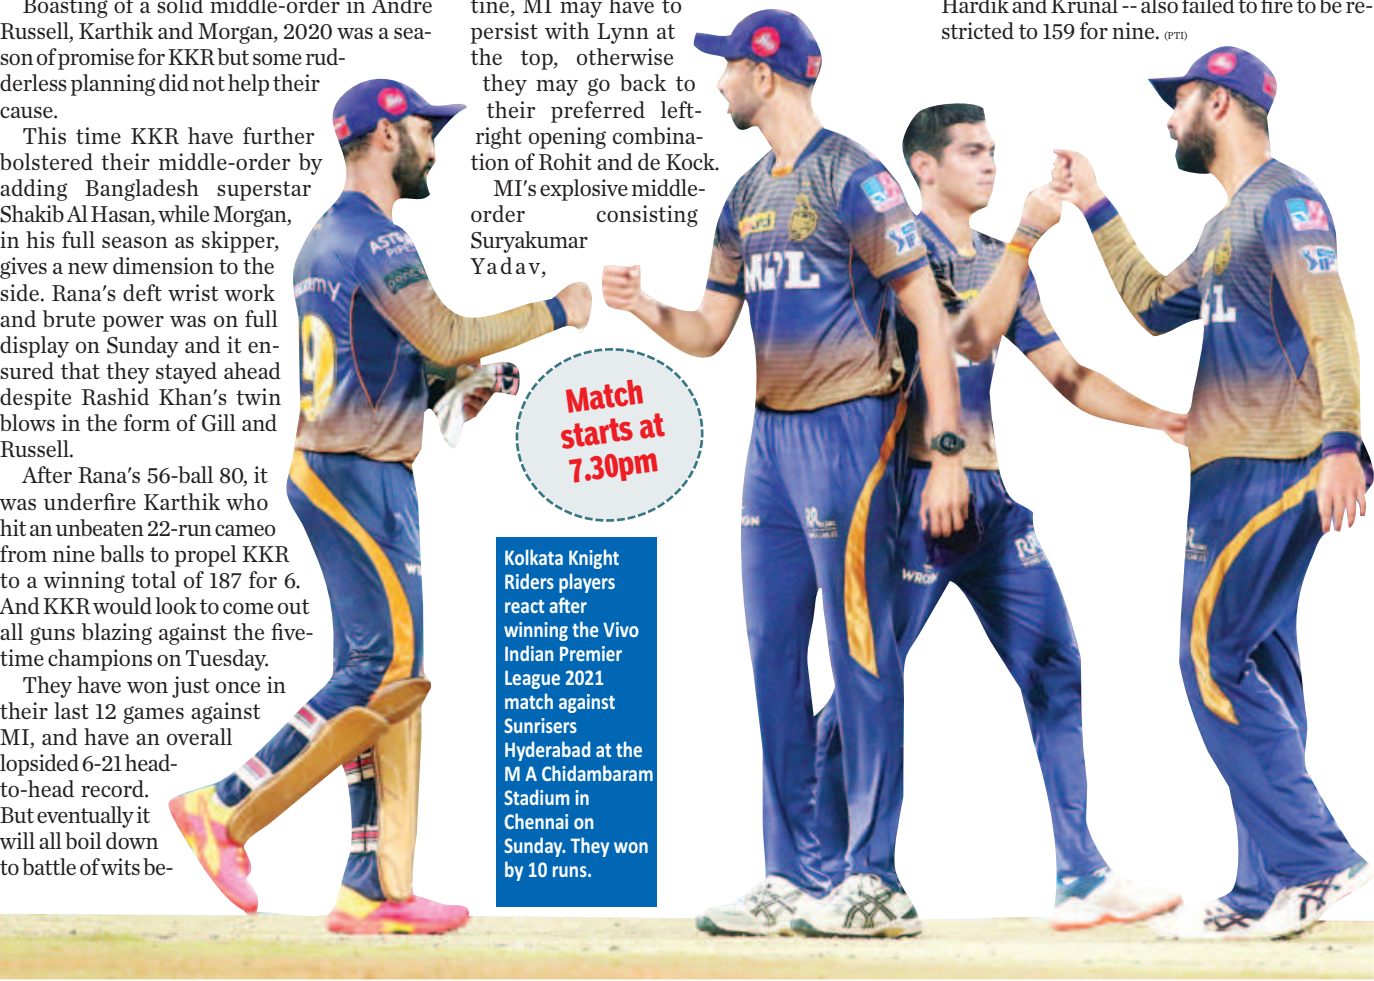 Boasting of a solid middle-order in Andre
Russell, Karthik and Morgan, 2020 was a sea-
son of promise for KKR but some rud-
derless planning did not help their
cause.
This time KKR have further
bolstered their middle-order by
adding Bangladesh superstar
Shakib Al Hasan, while Morgan,
in his full season as skipper,
gives a new dimension to the
side. Rana's deft wrist work
and brute power was on full
display on Sunday and it en-
sured that they stayed ahead
despite Rashid Khan's twin
blows in the form of Gill and
Russell.
After Rana's 56-ball 80, it
was underfire Karthik who
hit an unbeaten 22-run cameo
from nine balls to propel KKR
to a winning total of 187 for 6.
And KKR would look to come out
all guns blazing against the five-
time champions on Tuesday.
They have won just once in
their last 12 games against
MI, and have an overall
lopsided 6-21 head-
to-head record.
But eventually it
will all boil down
to battle of wits be-
tine, MI may have to
persist with Lynn at
the top, otherwise
they may go back to
their preferred left-
right opening combina-
tion of Rohit and de Kock.
MI's explosive middle-
order consisting
Suryakumar
Yadav,
Hardik and Krunal -- also failed to fire to be re-
stricted to 159 for nine. (PTI)
Match
starts at
7.30pm
Kolkata Knight
Riders players
react after
winning the Vivo
Indian Premier
League 2021
match against
Sunrisers
Hyderabad at the
M A Chidambaram
Stadium in
Chennai on
Sunday. They won
by 10 runs.
9
MPL